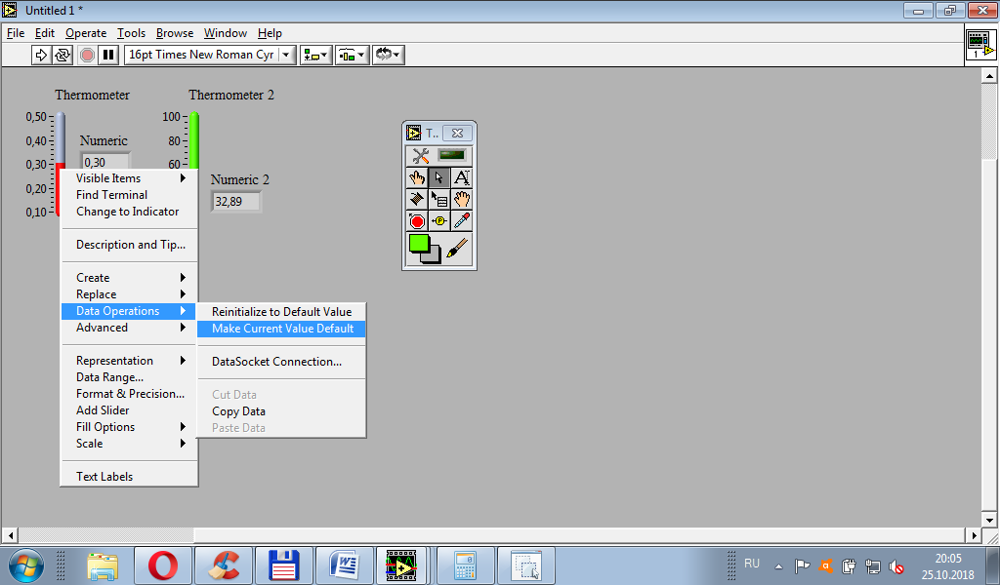 Untitled 1 *
File Edit Operate Tools Browse Window Help
16pt Times New Roman Cyr
1
Thermometer
Thermometer 2
0,50
0,40
0,30
0,20
0,10
Numeric
0,30
100
80
60
Numeric 2
32,89
T..
A
P
Visible Items
Find Terminal
Change to Indicator
Description and Tip...
Create
Replace
Data Operations
Advanced
Representation
Data Range...
Format & Precision...
Add Slider
Fill Options
Scale
Text Labels
Reinitialize to Default Value
Make Current Value Default
DataSocket Connection...
Cut Data
Copy Data
Paste Data
RU
20:05
25.10.2018